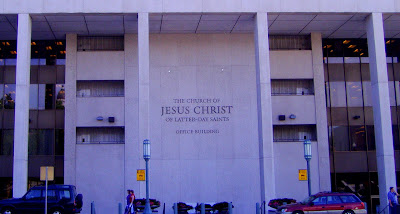 THE CHURCH OF
JESUS CHRIST
OF LATTER-DAY SAINTS
OFFICE BUILDING